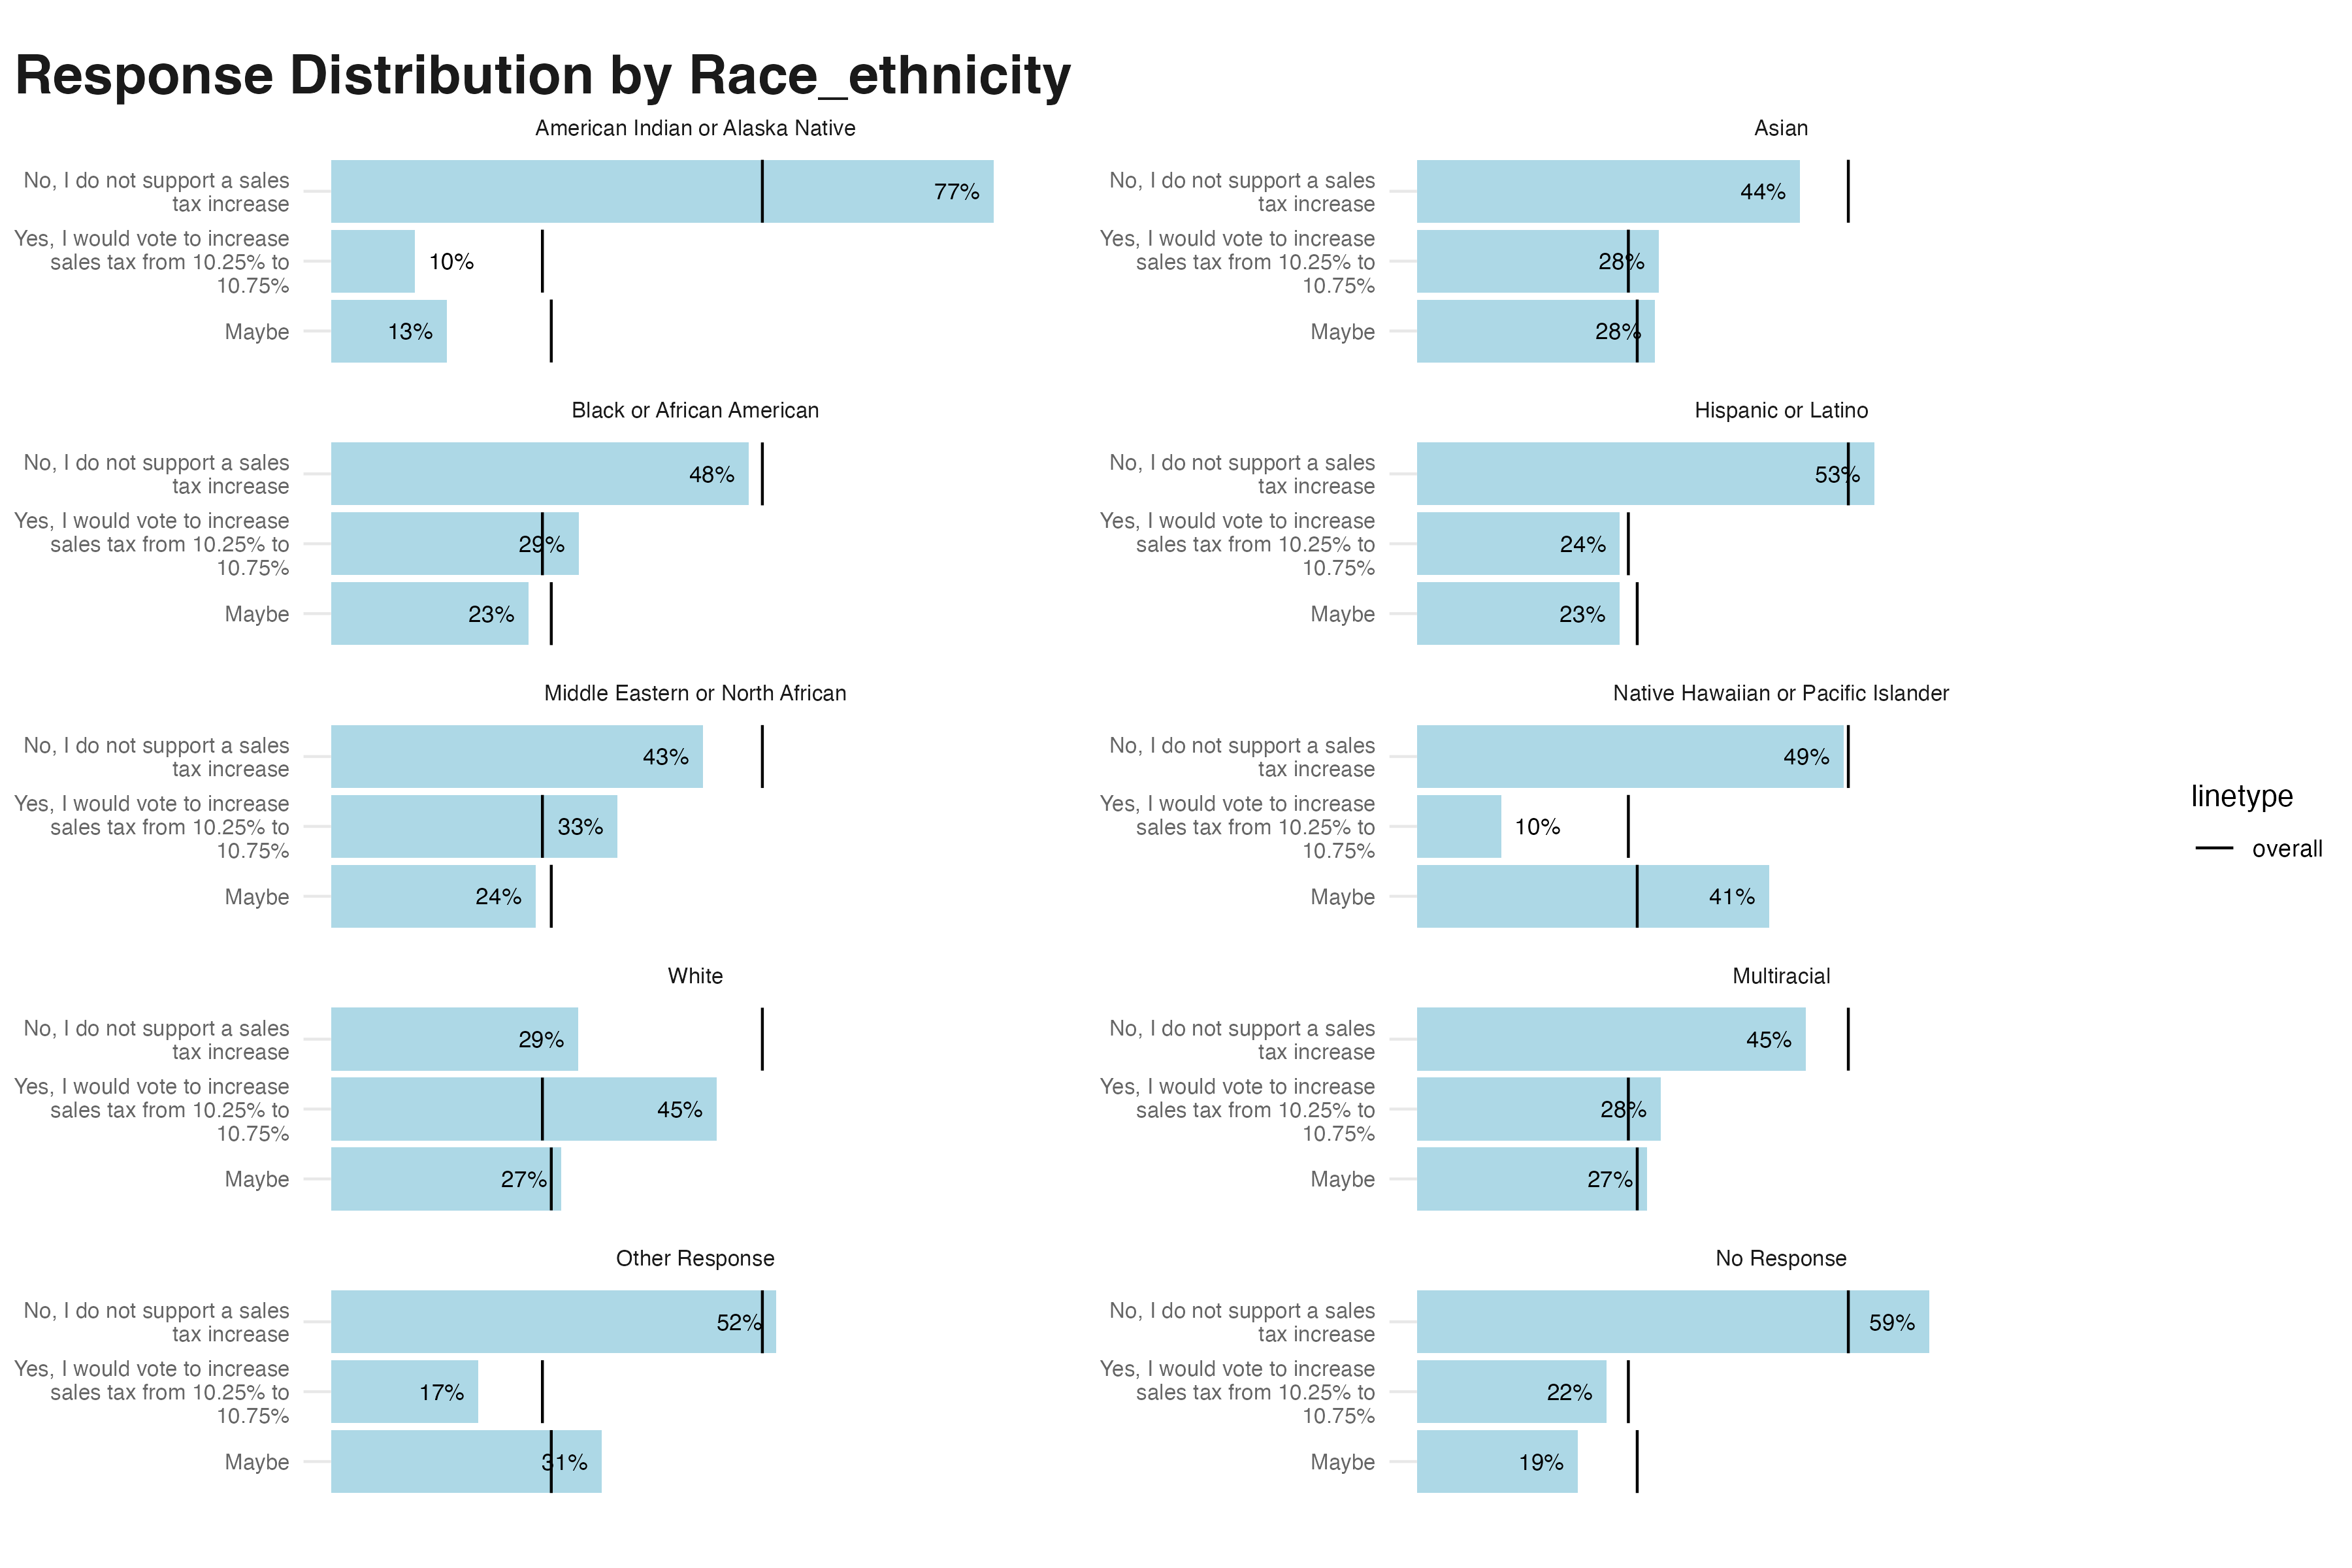 Response Distribution by Race_ethnicity
American Indian or Alaska Native
No, I do not support a sales
tax increase
77%
Yes, I would vote to increase
sales tax from 10.25% to
10.75%
10%
Maybe
13%
Asian
No, I do not support a sales
tax increase
44%
Yes, I would vote to increase
sales tax from 10.25% to
10.75%
28%
Maybe
28%
Black or African American
No, I do not support a sales
tax increase
48%
Yes, I would vote to increase
sales tax from 10.25% to
10.75%
29%
Maybe
23%
Hispanic or Latino
No, I do not support a sales
tax increase
53%
Yes, I would vote to increase
sales tax from 10.25% to
10.75%
24%
Maybe
23%
Middle Eastern or North African
No, I do not support a sales
tax increase
43%
Yes, I would vote to increase
sales tax from 10.25% to
10.75%
33%
Maybe
24%
Native Hawaiian or Pacific Islander
No, I do not support a sales
tax increase
49%
Yes, I would vote to increase
sales tax from 10.25% to
10.75%
10%
Maybe
41%
White
No, I do not support a sales
tax increase
29%
Yes, I would vote to increase
sales tax from 10.25% to
10.75%
45%
Maybe
27%
Multiracial
No, I do not support a sales
tax increase
45%
Yes, I would vote to increase
sales tax from 10.25% to
10.75%
28%
Maybe
27%
Other Response
No, I do not support a sales
tax increase
52%
Yes, I would vote to increase
sales tax from 10.25% to
10.75%
17%
Maybe
31%
No Response
No, I do not support a sales
tax increase
59%
Yes, I would vote to increase
sales tax from 10.25% to
10.75%
22%
Maybe
19%
linetype
overall